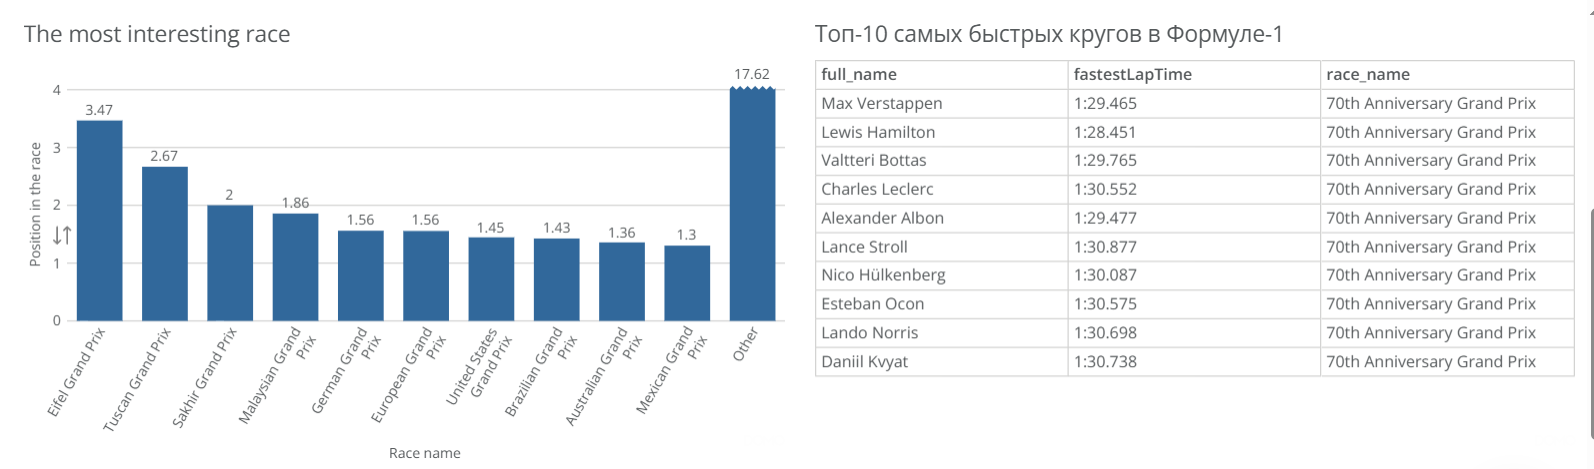 The most interesting race
17.62
4
3.47
3
2.67
2
2
1.86
1.56
1.56
1.45
1.43
1.36
1.3
1
0
Position in the race
Eifel Grand Prix
Tuscan Grand Prix
Sakhir Grand Prix
Malaysian Grand
Prix
German Grand
Prix
European Grand
Prix
United States
Grand Prix
Brazilian Grand
Prix
Australian Grand
Prix
Mexican Grand
Prix
Other
Race name
Топ-10 самых быстрых кругов в Формуле-1
full_name fastestLapTime race_name
Max Verstappen 1:29.465 70th Anniversary Grand Prix
Lewis Hamilton 1:28.451 70th Anniversary Grand Prix
Valtteri Bottas 1:29.765 70th Anniversary Grand Prix
Charles Leclerc 1:30.552 70th Anniversary Grand Prix
Alexander Albon 1:29.477 70th Anniversary Grand Prix
Lance Stroll 1:30.877 70th Anniversary Grand Prix
Nico Hülkenberg 1:30.087 70th Anniversary Grand Prix
Esteban Ocon 1:30.575 70th Anniversary Grand Prix
Lando Norris 1:30.698 70th Anniversary Grand Prix
Daniil Kvyat 1:30.738 70th Anniversary Grand Prix